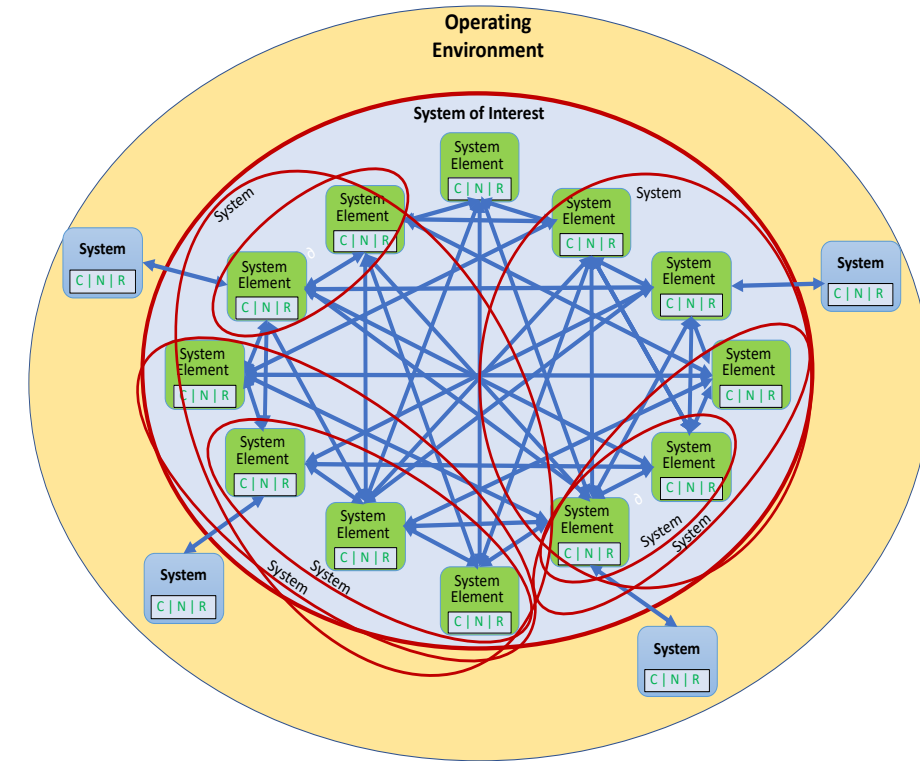 Operating
Environment
System of Interest
System
Element
C | N | R
System
System
Element
C | N | R
System
Element
C | N | R
System
System
C | N | R
System
Element
C | N | R
∂
System
Element
C | N | R
System
C | N | R
System
Element
C | N | R
System
Element
C | N | R
System
Element
C | N | R
System
Element
C | N | R
System
Element
C | N | R
System
Element
C | N | R
∂
System
System
System
C | N | R
System
System
System
Element
C | N | R
System
C | N | R